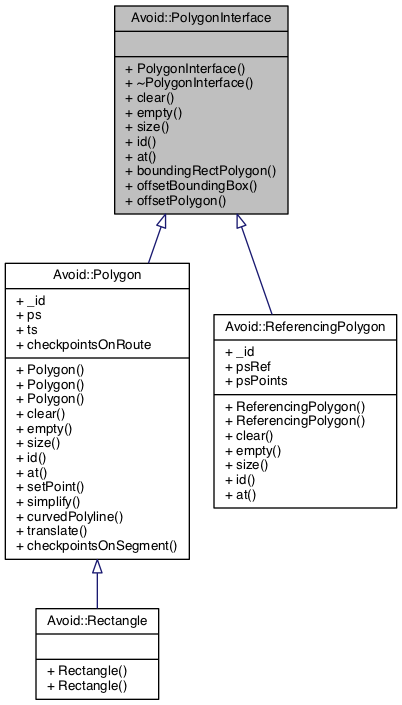 Avoid::PolygonInterface
+ PolygonInterface()
+ ~PolygonInterface()
+ clear()
+ empty()
+ size()
+ id()
+ at()
+ boundingRectPolygon()
+ offsetBoundingBox()
+ offsetPolygon()
Avoid::Polygon
+ _id
+ ps
+ ts
+ checkpointsOnRoute
+ Polygon()
+ Polygon()
+ Polygon()
+ clear()
+ empty()
+ size()
+ id()
+ at()
+ setPoint()
+ simplify()
+ curvedPolyline()
+ translate()
+ checkpointsOnSegment()
Avoid::ReferencingPolygon
+ _id
+ psRef
+ psPoints
+ ReferencingPolygon()
+ ReferencingPolygon()
+ clear()
+ empty()
+ size()
+ id()
+ at()
Avoid::Rectangle
+ Rectangle()
+ Rectangle()